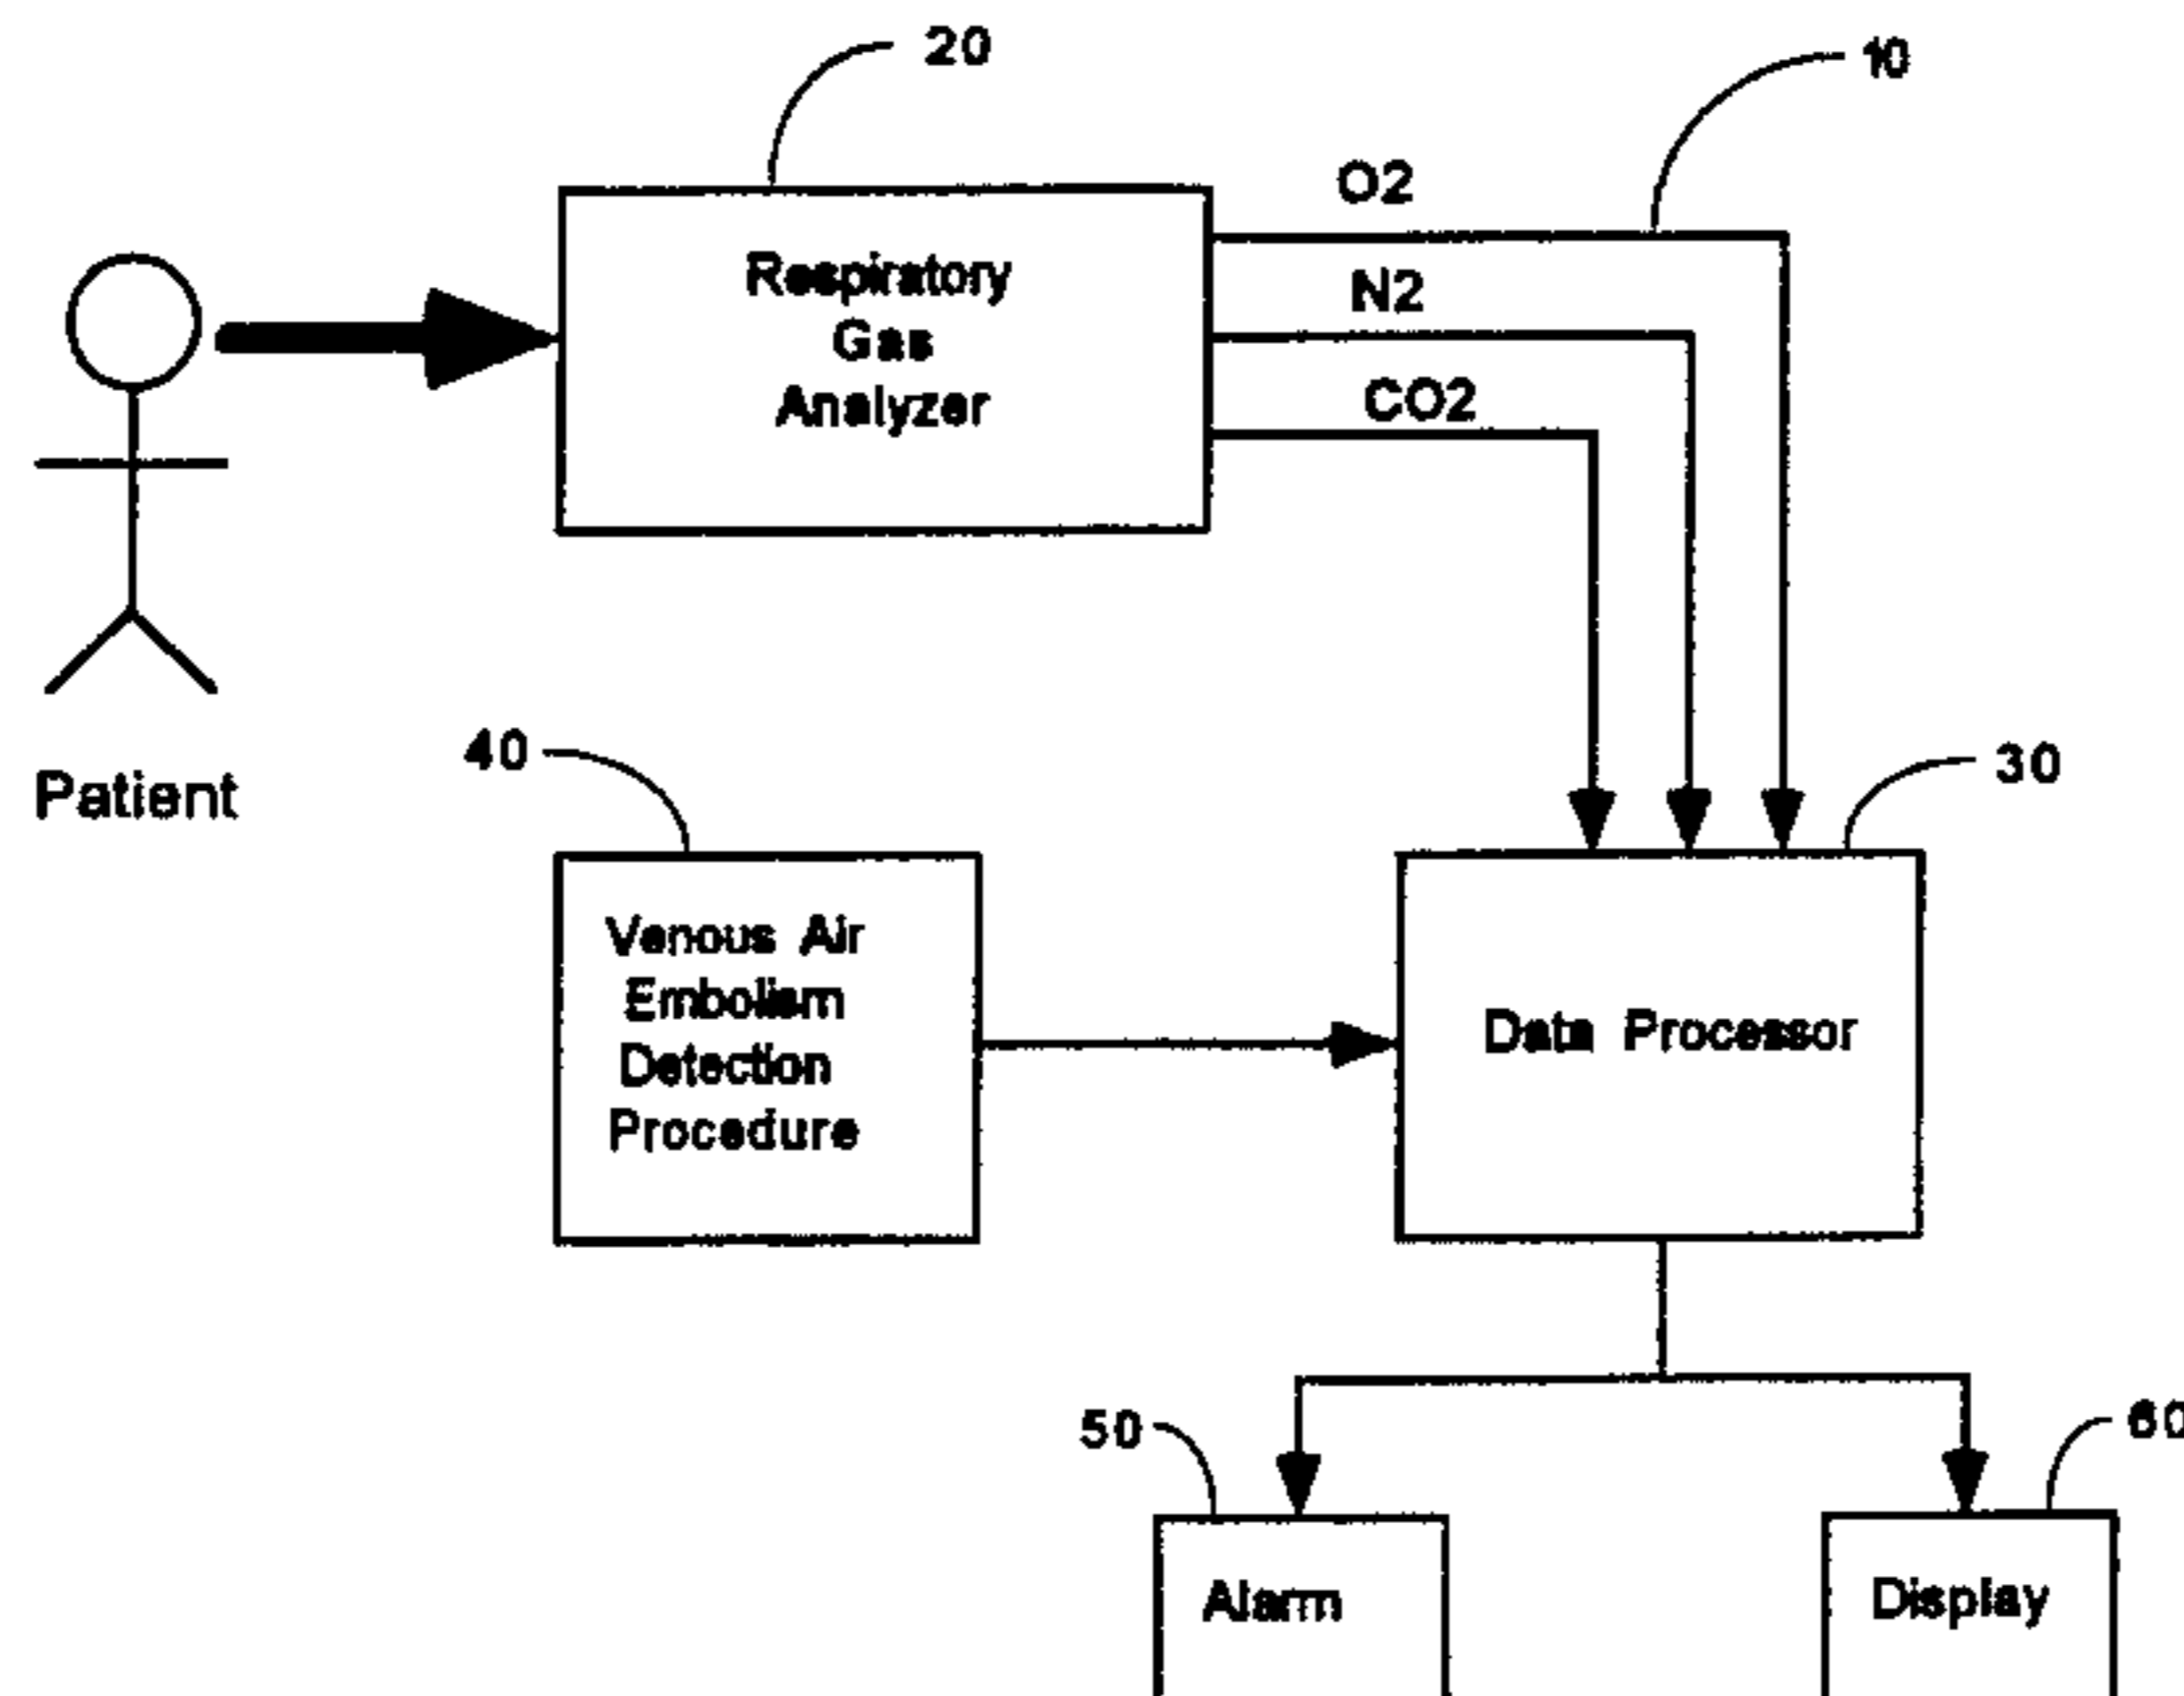 20
10
O2
Respiratory
Gas
Analyzer
N2
CO2
40
30
Patient
Venous Air
Embolism
Detection
Procedure
Data Processor
50
60
Alarm
Display